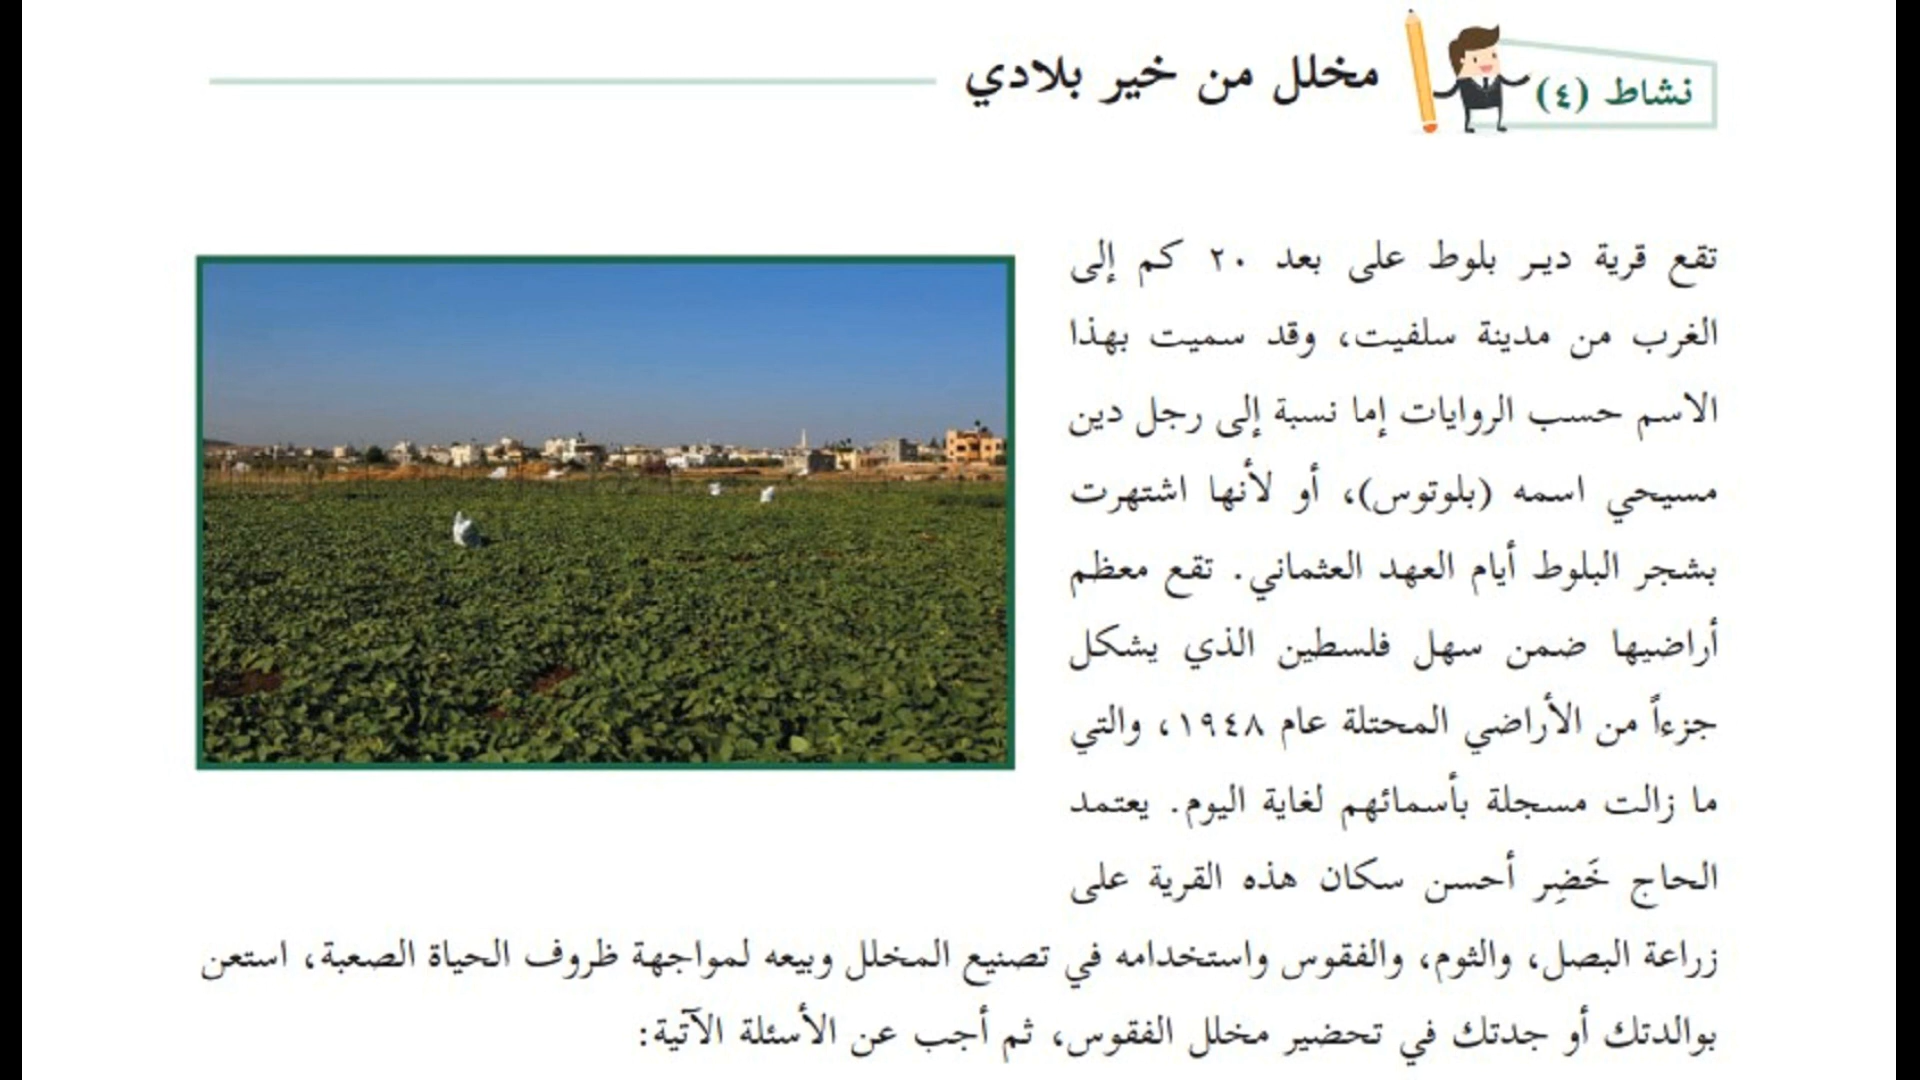 نشاط (٤)
مخلل من خير بلادي
تقع قرية دير بلوط على بعد ٢٠ كم إلى
الغرب من مدينة سلفيت، وقد سميت بهذا
الاسم حسب الروايات إما نسبة إلى رجل دين
مسيحي اسمه (بلوتوس)، أو لأنها اشتهرت
بشجر البلوط أيام العهد العثماني. تقع معظم
أراضيها ضمن سهل فلسطين الذي يشكل
جزءاً من الأراضي المحتلة عام ١٩٤٨، والتي
ما زالت مسجلة بأسمائهم لغاية اليوم. يعتمد
الحاج خَضِر أحسن سكان هذه القرية على
زراعة البصل، والثوم، والفقوس واستخدامه في تصنيع المخلل وبيعه لمواجهة ظروف الحياة الصعبة، استعن
بوالدتك أو جدتك في تحضير مخلل الفقوس، ثم أجب عن الأسئلة الآتية: